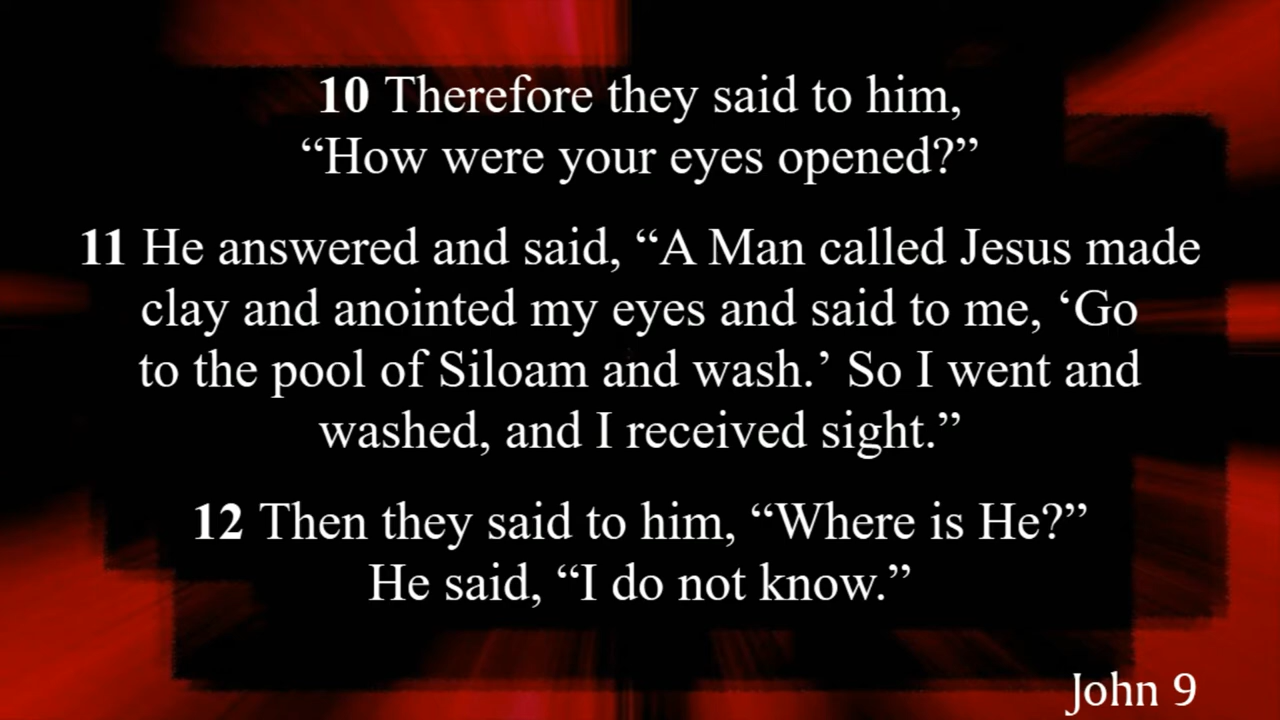 10 Therefore they said to him,
“How were your eyes opened?”
11 He answered and said, “A Man called Jesus made
clay and anointed my eyes and said to me, ‘Go
to the pool of Siloam and wash.’ So I went and
washed, and I received sight.”
12 Then they said to him, “Where is He?”
He said, “I do not know.”
John 9